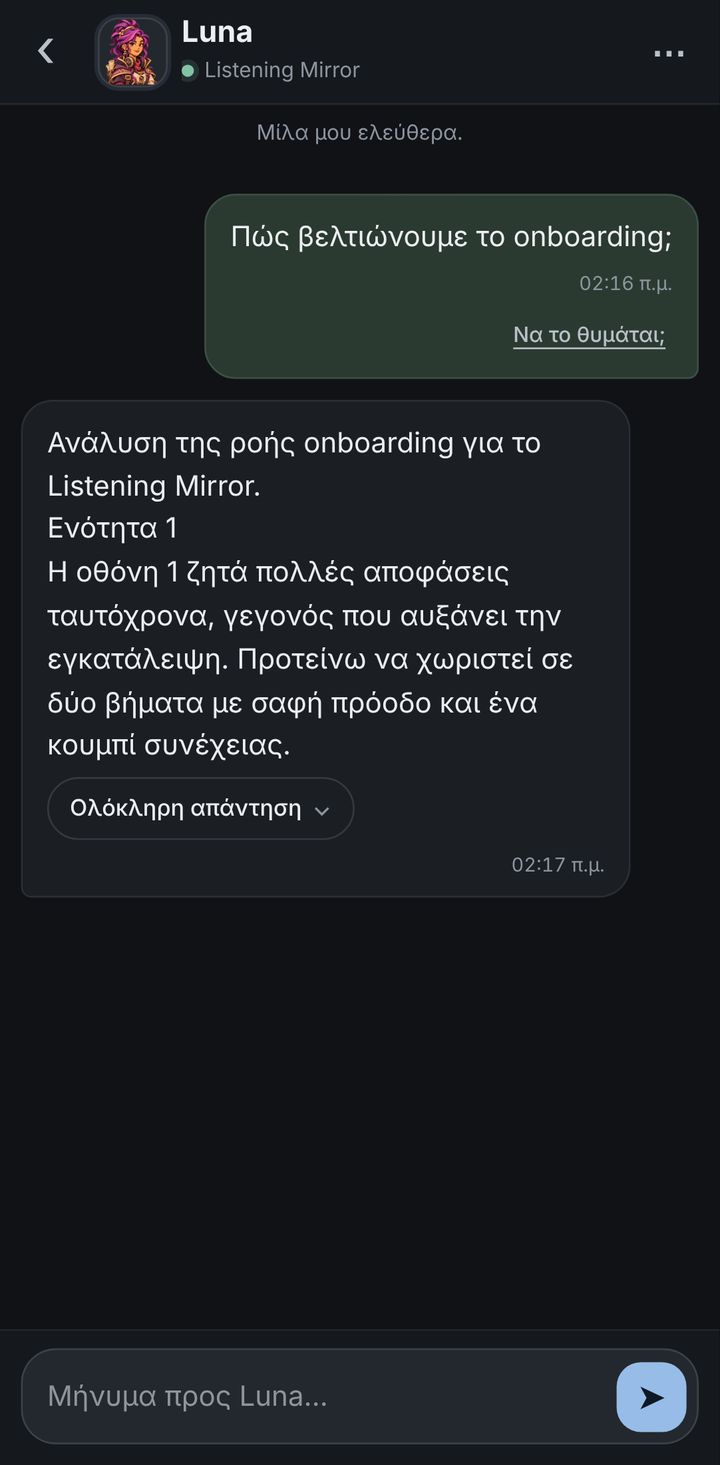 Luna
Listening Mirror
Μίλα μου ελεύθερα.
Πώς βελτιώνουμε το onboarding;
02:16 π.μ.
Να το θυμάται;
Ανάλυση της ροής onboarding για το
Listening Mirror.
Ενότητα 1
Η οθόνη 1 ζητά πολλές αποφάσεις
ταυτόχρονα, γεγονός που αυξάνει την
εγκατάλειψη. Προτείνω να χωριστεί σε
δύο βήματα με σαφή πρόοδο και ένα
κουμπί συνέχειας.
Ολόκληρη απάντηση
02:17 π.μ.
Μήνυμα προς Luna...